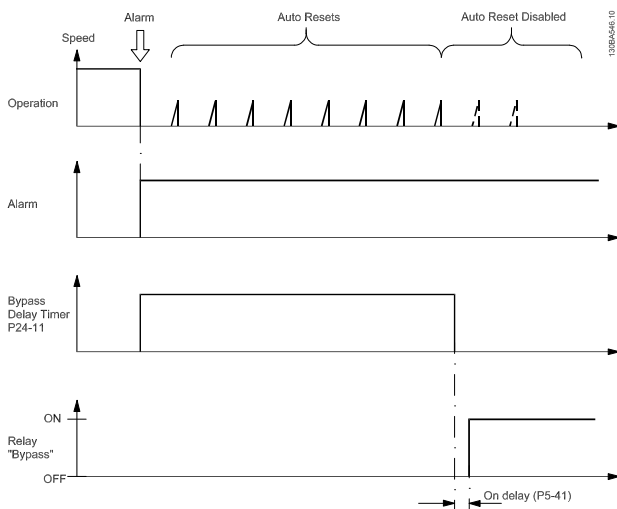 Alarm
Auto Resets
Auto Reset Disabled
130BA546.10
Speed
Operation
Alarm
Bypass
Delay Timer
P24-11
ON
Relay
"Bypass"
OFF
On delay (P5-41)